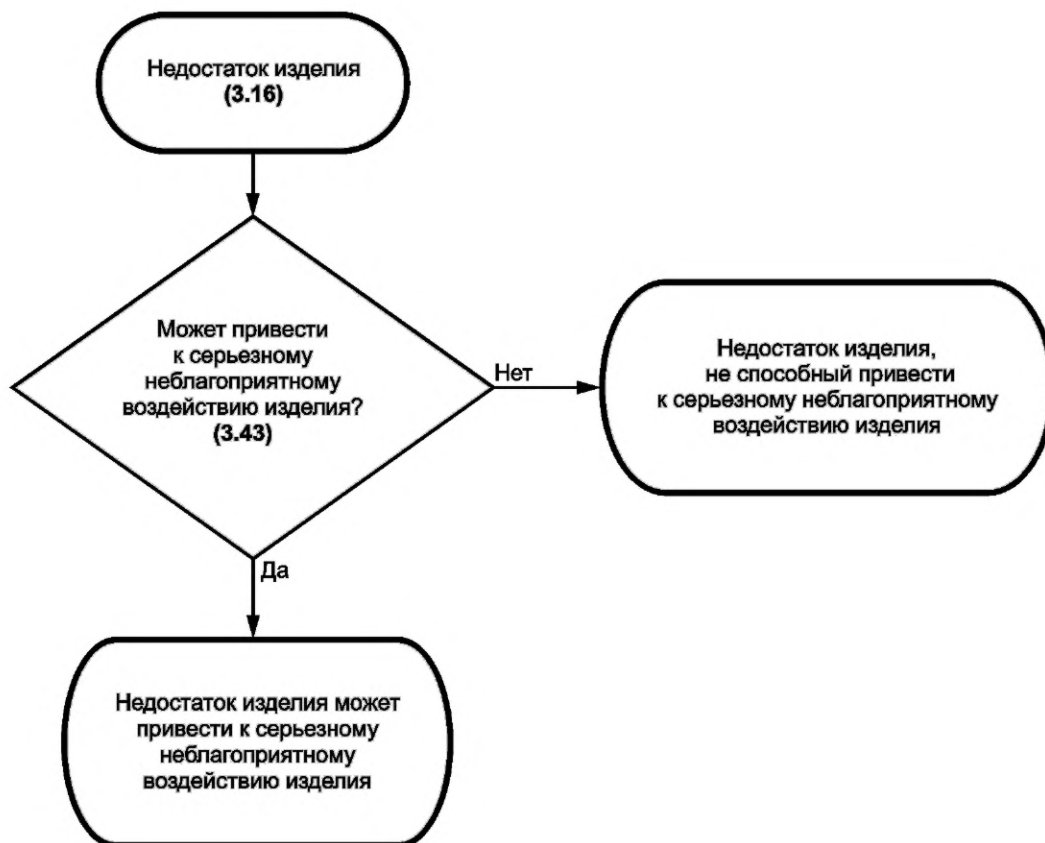 Недостаток изделия
(3.16)
Может привести
к серьезному
неблагоприятному
воздействию изделия?
(3.43)
Нет
Недостаток изделия,
не способный привести
к серьезному неблагоприятному
воздействию изделия
Да
Недостаток изделия может
привести к серьезному
неблагоприятному
воздействию изделия